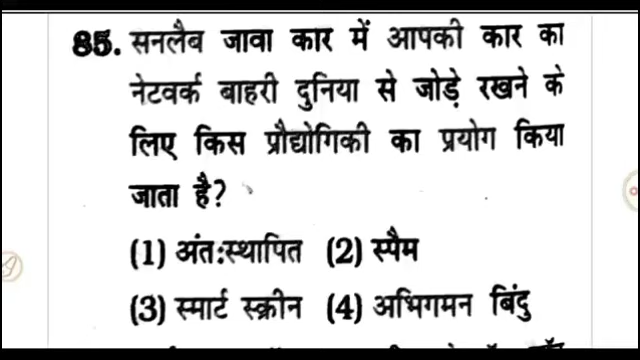 85. सनलैब जावा कार में आपकी कार का
नेटवर्क बाहरी दुनिया से जोड़े रखने के
लिए किस प्रौद्योगिकी का प्रयोग किया
जाता है?
(1) अंतःस्थापित (2) स्पैम
(3) स्मार्ट स्क्रीन (4) अभिगमन बिंदु